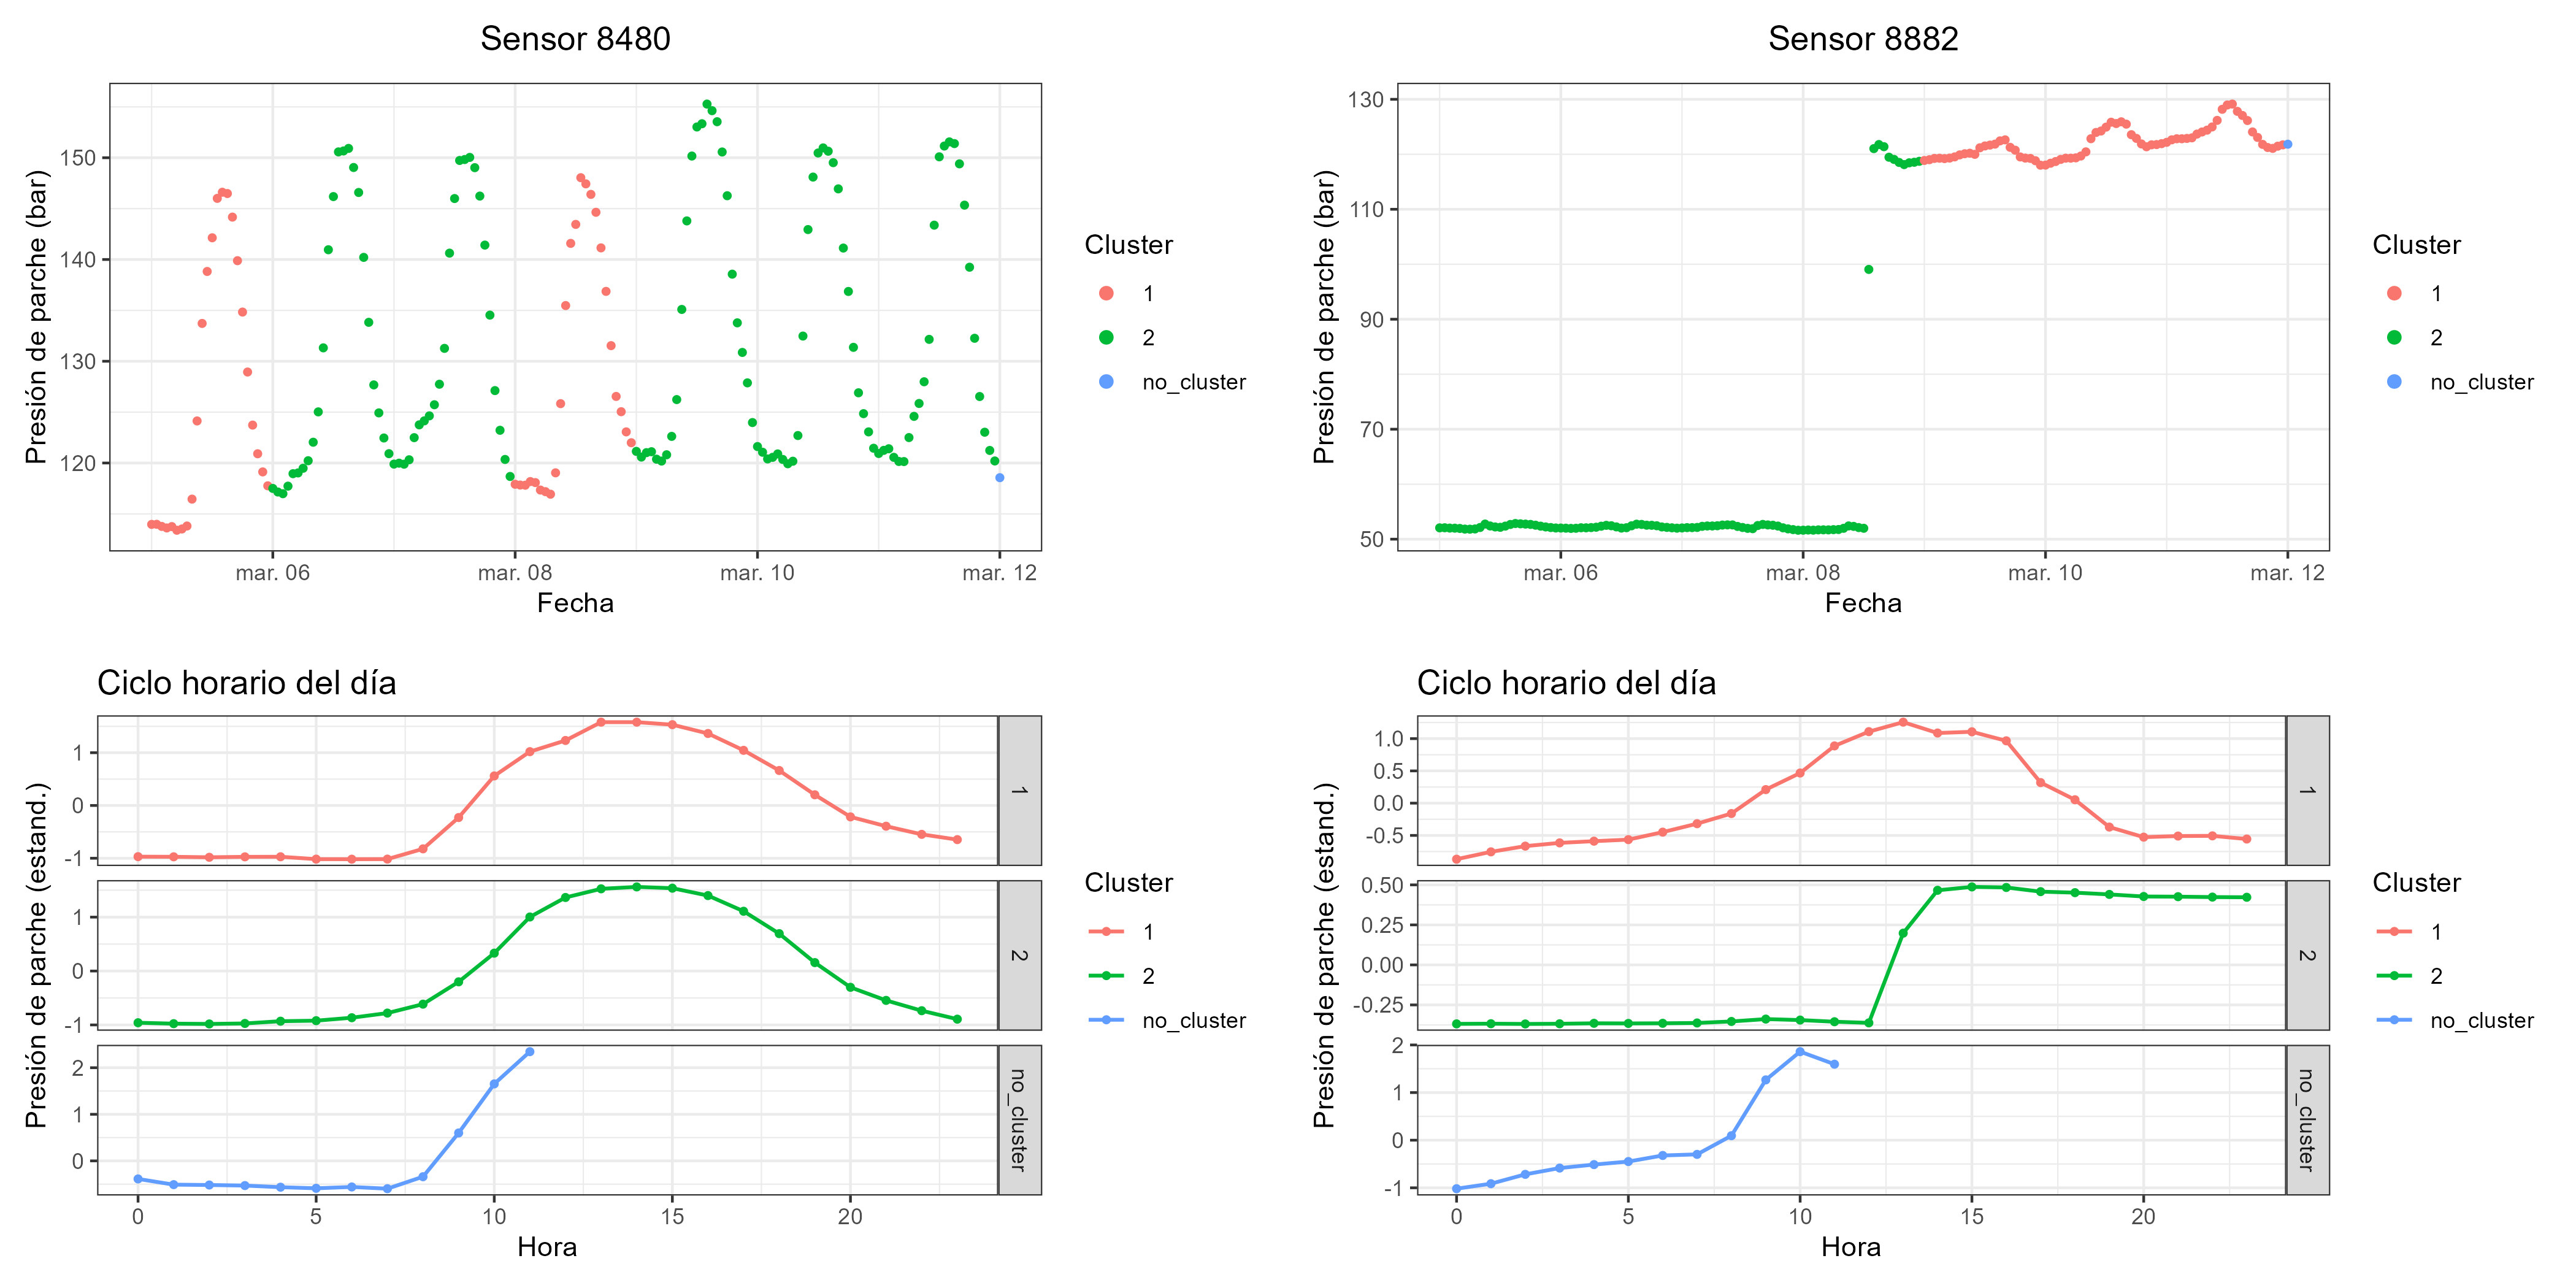 Sensor 8480
Presión de parche (bar)
150
140
130
120
mar. 06
mar. 08
mar. 10
mar. 12
Fecha
Cluster
1
2
no_cluster
Sensor 8882
Presión de parche (bar)
130
110
90
70
50
mar. 06
mar. 08
mar. 10
mar. 12
Fecha
Cluster
1
2
no_cluster
Ciclo horario del día
Presión de parche (estand.)
1
0
-1
1
1
0
-1
2
2
1
0
no_cluster
0
5
10
15
20
Hora
Cluster
1
2
no_cluster
Ciclo horario del día
Presión de parche (estand.)
1.0
0.5
0.0
-0.5
1
0.50
0.25
0.00
-0.25
2
2
1
0
-1
no_cluster
0
5
10
15
20
Hora
Cluster
1
2
no_cluster